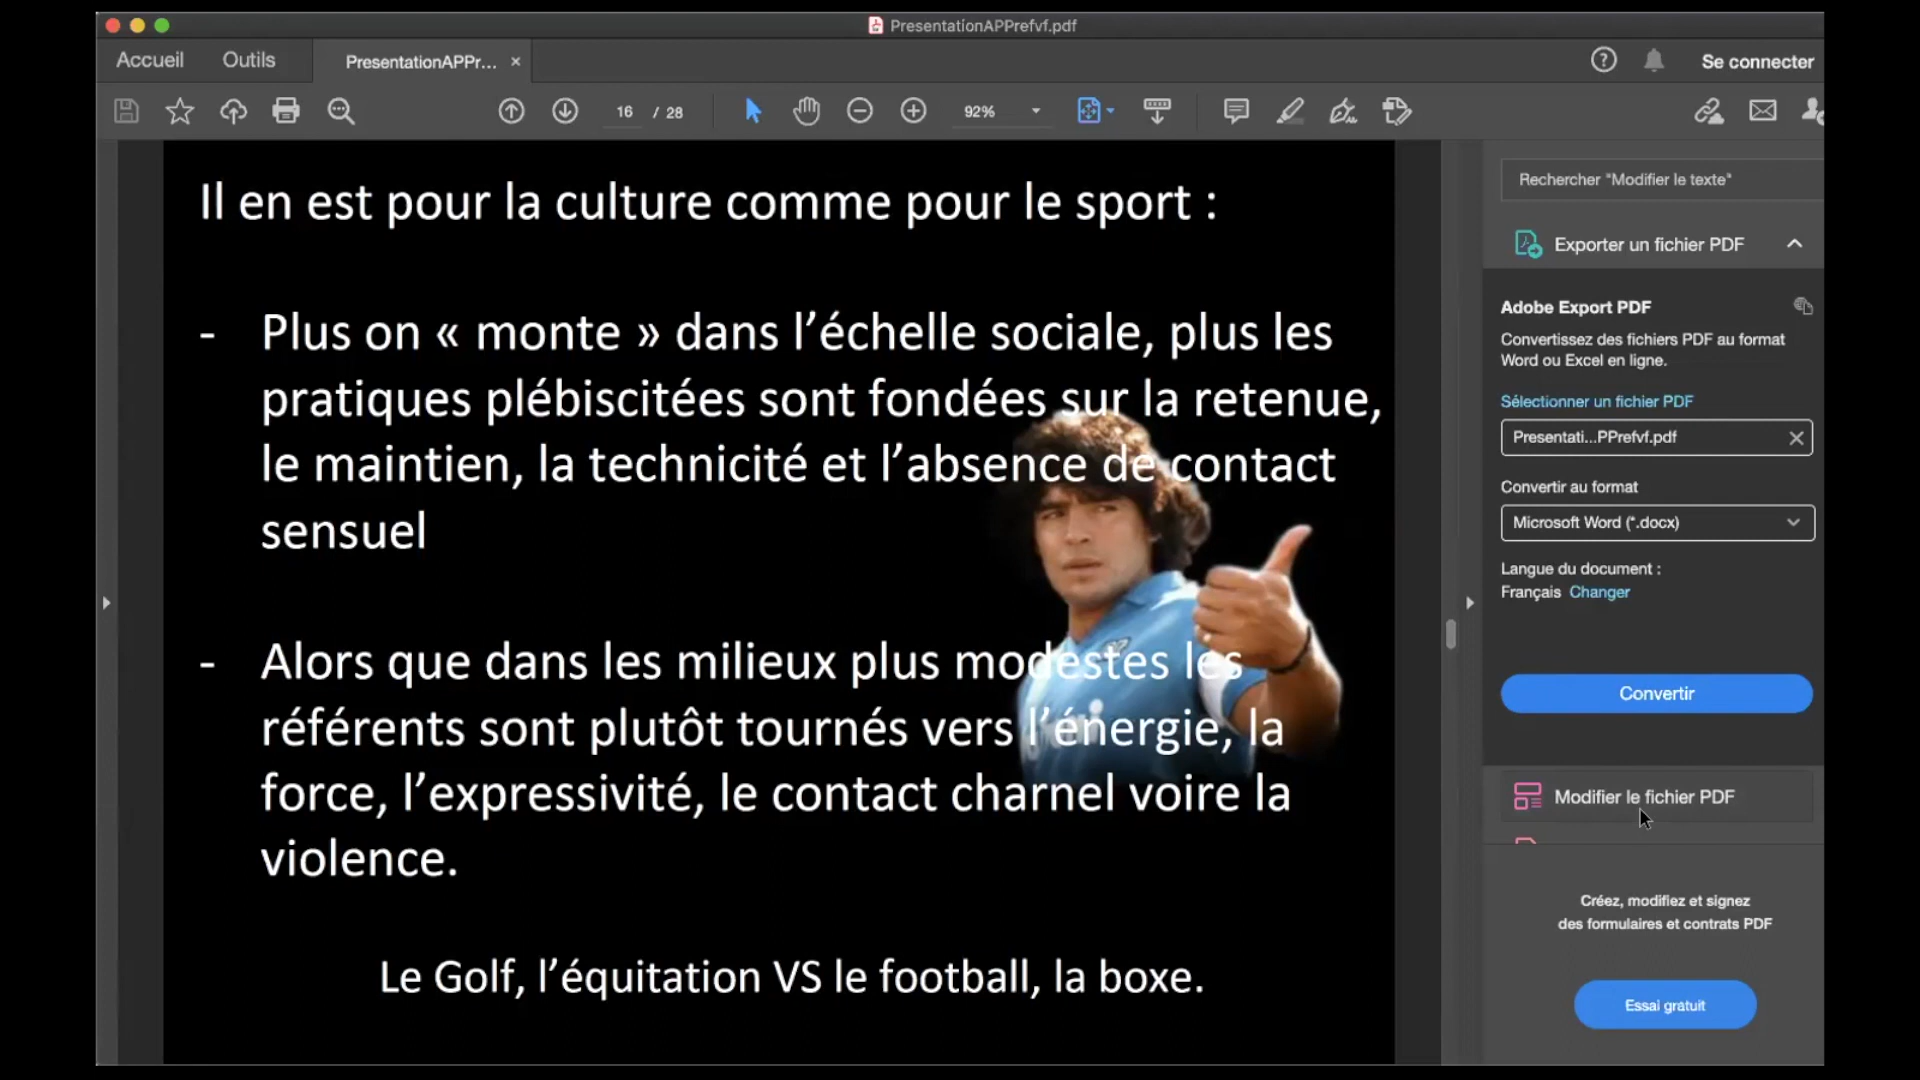 PresentationAPPrefvf.pdf
Accueil
Outils
PresentationAPPr... ×
Se connecter
16 / 28
92%
Il en est pour la culture comme pour le sport :
- Plus on « monte » dans l’échelle sociale, plus les
pratiques plébiscitées sont fondées sur la retenue,
le maintien, la technicité et l’absence de contact
sensuel
- Alors que dans les milieux plus modestes les
référents sont plutôt tournés vers l’énergie, la
force, l’expressivité, le contact charnel voire la
violence.
Le Golf, l’équitation VS le football, la boxe.
Rechercher "Modifier le texte"
Exporter un fichier PDF
Adobe Export PDF
Convertissez des fichiers PDF au format
Word ou Excel en ligne.
Sélectionner un fichier PDF
Presentati...PPrefvf.pdf
Convertir au format
Microsoft Word (*.docx)
Langue du document :
Français Changer
Convertir
Modifier le fichier PDF
Créez, modifiez et signez
des formulaires et contrats PDF
Essai gratuit